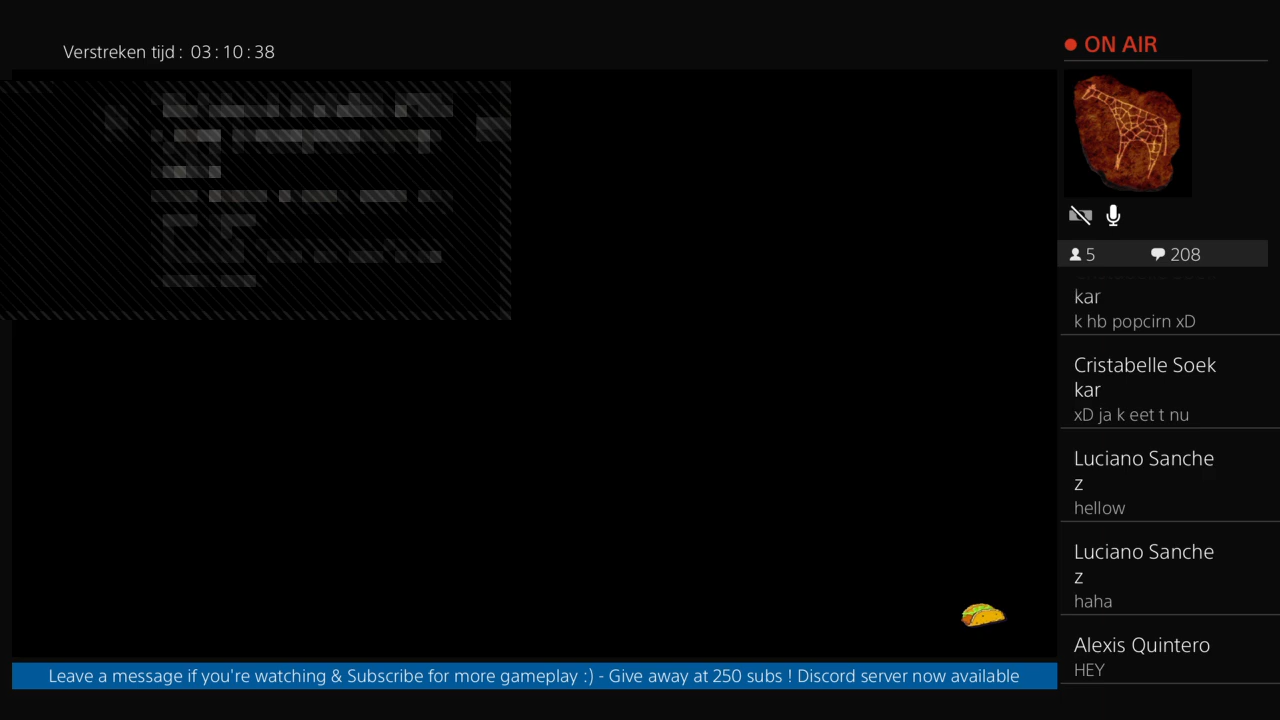 Verstreken tijd : 03 : 10 : 38
ON AIR
5
208
kar
k hb popcirn xD
Cristabelle Soek
kar
xD ja k eet t nu
Luciano Sanche
z
hellow
Luciano Sanche
z
haha
Alexis Quintero
HEY
Leave a message if you're watching & Subscribe for more gameplay :) - Give away at 250 subs ! Discord server now available